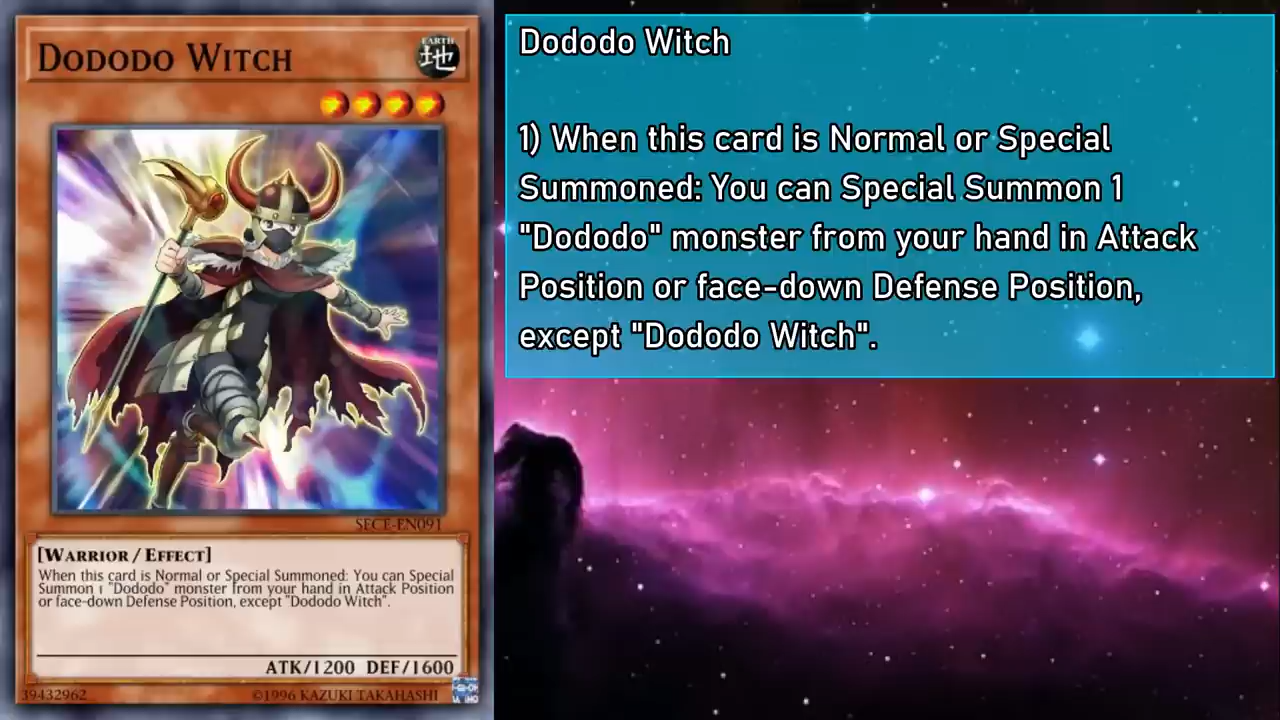 DODODO WITCH
EARTH
地
SECE-EN091
[WARRIOR / EFFECT]
When this card is Normal or Special Summoned: You can Special
Summon 1 "Dododo" monster from your hand in Attack Position
or face-down Defense Position, except "Dododo Witch".
ATK/1200 DEF/1600
39432962
©1996 KAZUKI TAKAHASHI
Dododo Witch
1) When this card is Normal or Special
Summoned: You can Special Summon 1
"Dododo" monster from your hand in Attack
Position or face-down Defense Position,
except "Dododo Witch".